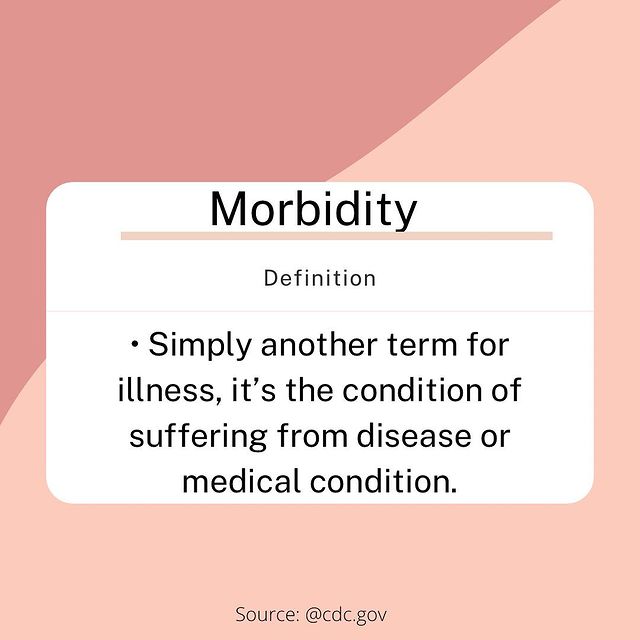 Morbidity
Definition
• Simply another term for
illness, it’s the condition of
suffering from disease or
medical condition.
Source: @cdc.gov